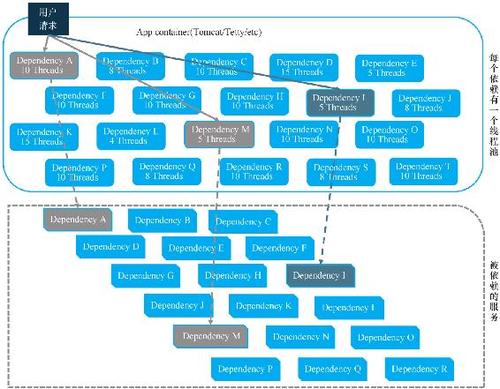 用户
请求
App container(Tomcat/Tetty/etc)
Dependency A
10 Threads
Dependency B
8 Threads
Dependency C
10 Threads
Dependency D
15 Threads
Dependency E
5 Threads
Dependency F
10 Threads
Dependency G
10 Threads
Dependency H
10 Threads
Dependency I
5 Threads
Dependency J
8 Threads
Dependency K
15 Threads
Dependency L
4 Threads
Dependency M
5 Threads
Dependency N
10 Threads
Dependency O
10 Threads
Dependency P
10 Threads
Dependency Q
8 Threads
Dependency R
10 Threads
Dependency S
8 Threads
Dependency T
10 Threads
每个依赖有一个线程池
Dependency A
Dependency B
Dependency C
Dependency D
Dependency E
Dependency F
Dependency G
Dependency H
Dependency I
Dependency J
Dependency K
Dependency I
Dependency M
Dependency N
Dependency O
Dependency P
Dependency Q
Dependency R
被依赖的服务